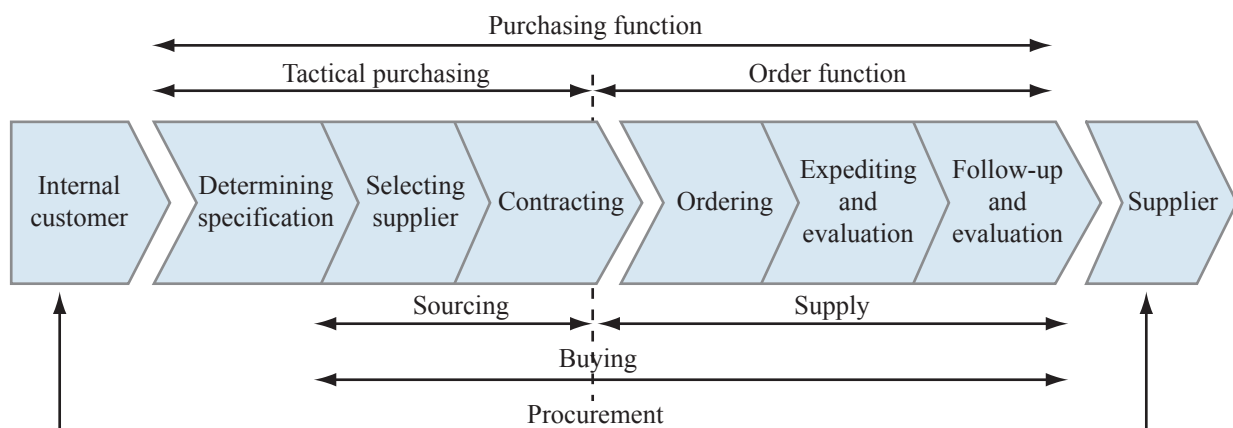 Purchasing function
Tactical purchasing
Order function
Internal
customer
Determining
specification
Selecting
supplier
Contracting
Ordering
Expediting
and
evaluation
Follow-up
and
evaluation
Supplier
Sourcing
Supply
Buying
Procurement